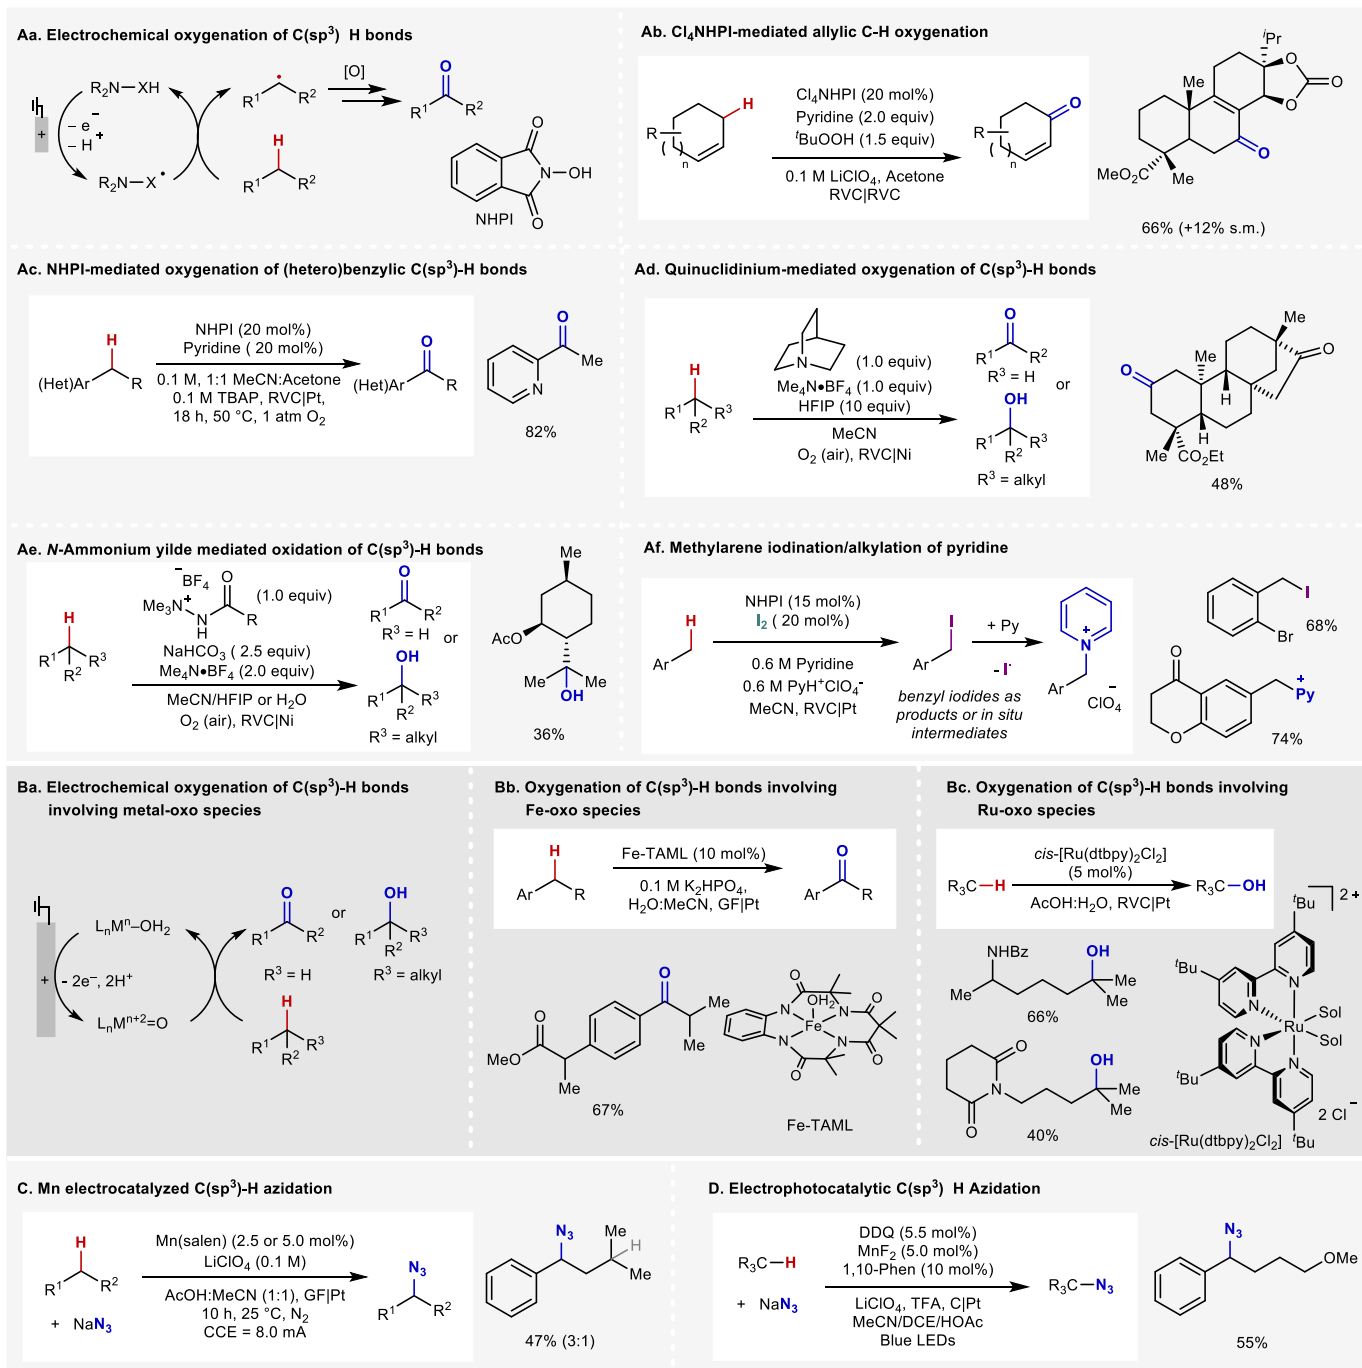 Aa. Electrochemical oxygenation of C(sp³) H bonds
R₂N–XH
– e⁻
– H⁺
+
R₂N–X•
R¹
R²
[O]
O
R¹
R²
H
R¹
R²
O
N–OH
O
NHPI
Ab. Cl₄NHPI-mediated allylic C-H oxygenation
H
R
( )n
Cl₄NHPI (20 mol%)
Pyridine (2.0 equiv)
ᵗBuOOH (1.5 equiv)
0.1 M LiClO₄, Acetone
RVC|RVC
O
R
( )n
ⁱPr
Me
O
O
O
O
MeO₂C
Me
66% (+12% s.m.)
Ac. NHPI-mediated oxygenation of (hetero)benzylic C(sp³)-H bonds
H
(Het)Ar
R
NHPI (20 mol%)
Pyridine ( 20 mol%)
0.1 M, 1:1 MeCN:Acetone
0.1 M TBAP, RVC|Pt,
18 h, 50 °C, 1 atm O₂
O
(Het)Ar
R
O
Me
N
82%
Ad. Quinuclidinium-mediated oxygenation of C(sp³)-H bonds
H
R¹
R²
R³
N
(1.0 equiv)
Me₄N•BF₄ (1.0 equiv)
HFIP (10 equiv)
MeCN
O₂ (air), RVC|Ni
O
R¹
R²
R³ = H
or
OH
R¹
R²
R³
R³ = alkyl
Me
O
Me
O
H
H
Me
CO₂Et
48%
Ae. N-Ammonium yilde mediated oxidation of C(sp³)-H bonds
H
R¹
R²
R³
⁻BF₄
Me₃N⁺
N
H
O
R
(1.0 equiv)
NaHCO₃ ( 2.5 equiv)
Me₄N•BF₄ (2.0 equiv)
MeCN/HFIP or H₂O
O₂ (air), RVC|Ni
O
R¹
R²
R³ = H
or
OH
R¹
R²
R³
R³ = alkyl
Me
AcO
Me
Me
OH
36%
Af. Methylarene iodination/alkylation of pyridine
H
Ar
NHPI (15 mol%)
I₂ ( 20 mol%)
0.6 M Pyridine
0.6 M PyH⁺ClO₄⁻
MeCN, RVC|Pt
I
Ar
benzyl iodides as
products or in situ
intermediates
+ Py
- I⁻
N⁺
Ar
ClO₄⁻
I
Br
68%
O
O
Py⁺
74%
Ba. Electrochemical oxygenation of C(sp³)-H bonds
involving metal-oxo species
LₙMⁿ–OH₂
+
- 2e⁻, 2H⁺
LₙMⁿ⁺²=O
O
R¹
R²
R³ = H
or
OH
R¹
R²
R³
R³ = alkyl
H
R¹
R²
R³
Bb. Oxygenation of C(sp³)-H bonds involving
Fe-oxo species
H
Ar
R
Fe-TAML (10 mol%)
0.1 M K₂HPO₄,
H₂O:MeCN, GF|Pt
O
Ar
R
O
Me
Me
O
MeO
Me
67%
O
OH₂
O
N
N
Fe
N
N
O
O
Fe-TAML
Bc. Oxygenation of C(sp³)-H bonds involving
Ru-oxo species
R₃C–H
cis-[Ru(dtbpy)₂Cl₂]
(5 mol%)
AcOH:H₂O, RVC|Pt
R₃C–OH
NHBz
Me
OH
Me
Me
66%
O
N
O
OH
Me
Me
40%
2 +
ᵗBu
ᵗBu
N
N
Ru
Sol
Sol
N
N
ᵗBu
ᵗBu
2 Cl⁻
cis-[Ru(dtbpy)₂Cl₂]
C. Mn electrocatalyzed C(sp³)-H azidation
H
R¹
R²
+ NaN₃
Mn(salen) (2.5 or 5.0 mol%)
LiClO₄ (0.1 M)
AcOH:MeCN (1:1), GF|Pt
10 h, 25 °C, N₂
CCE = 8.0 mA
N₃
R¹
R²
N₃
Me
H
Me
47% (3:1)
D. Electrophotocatalytic C(sp³) H Azidation
R₃C–H
+ NaN₃
DDQ (5.5 mol%)
MnF₂ (5.0 mol%)
1,10-Phen (10 mol%)
LiClO₄, TFA, C|Pt
MeCN/DCE/HOAc
Blue LEDs
R₃C–N₃
N₃
OMe
55%